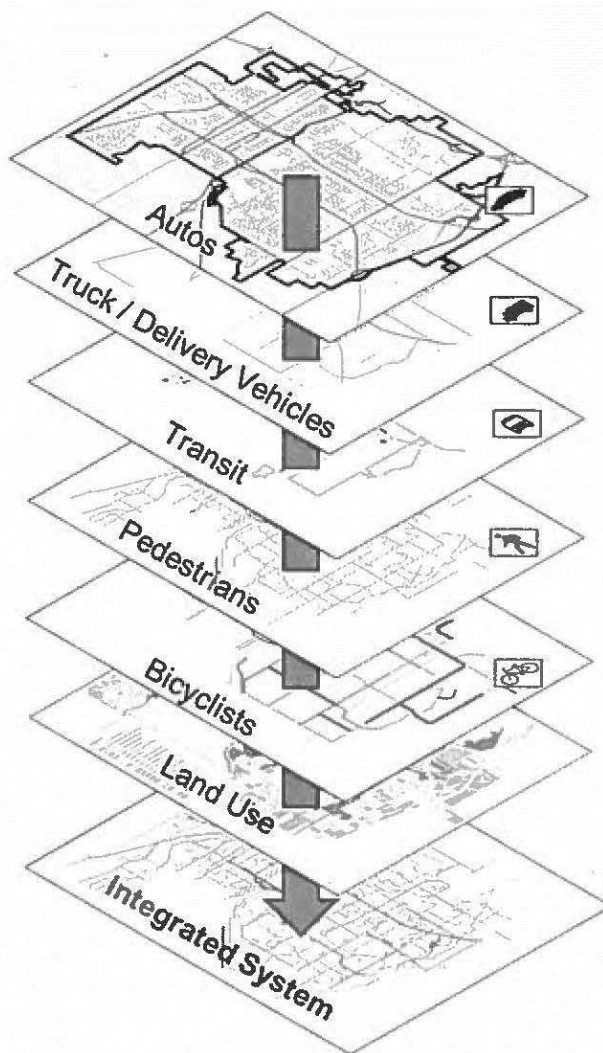 Autos
Truck / Delivery Vehicles
Transit
Pedestrians
Bicyclists
Land Use
Integrated System